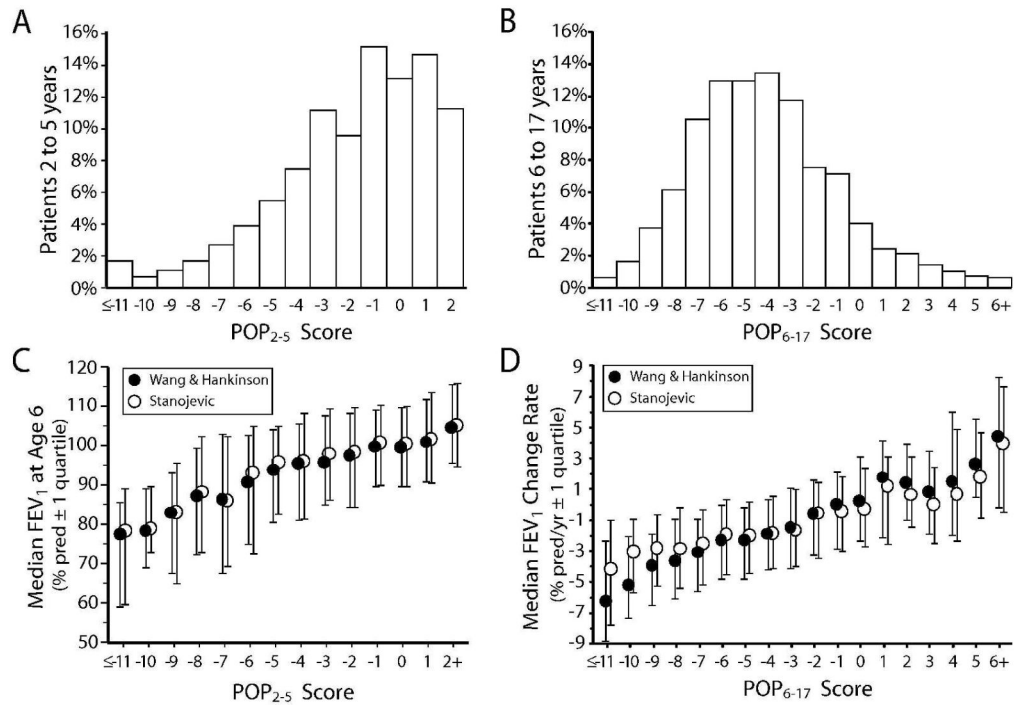 A
Patients 2 to 5 years
16%
14%
12%
10%
8%
6%
4%
2%
0%
≤-11 -10 -9 -8 -7 -6 -5 -4 -3 -2 -1 0 1 2
POP2-5 Score
B
Patients 6 to 17 years
16%
14%
12%
10%
8%
6%
4%
2%
0%
≤-11 -10 -9 -8 -7 -6 -5 -4 -3 -2 -1 0 1 2 3 4 5 6+
POP6-17 Score
C
Median FEV1 at Age 6
(% pred ± 1 quartile)
120
110
100
90
80
70
60
50
Wang & Hankinson
Stanojevic
≤-11 -10 -9 -8 -7 -6 -5 -4 -3 -2 -1 0 1 2+
POP2-5 Score
D
Median FEV1 Change Rate
(% pred/yr ± 1 quartile)
9
7
5
3
1
-1
-3
-5
-7
-9
Wang & Hankinson
Stanojevic
≤-11 -10 -9 -8 -7 -6 -5 -4 -3 -2 -1 0 1 2 3 4 5 6+
POP6-17 Score